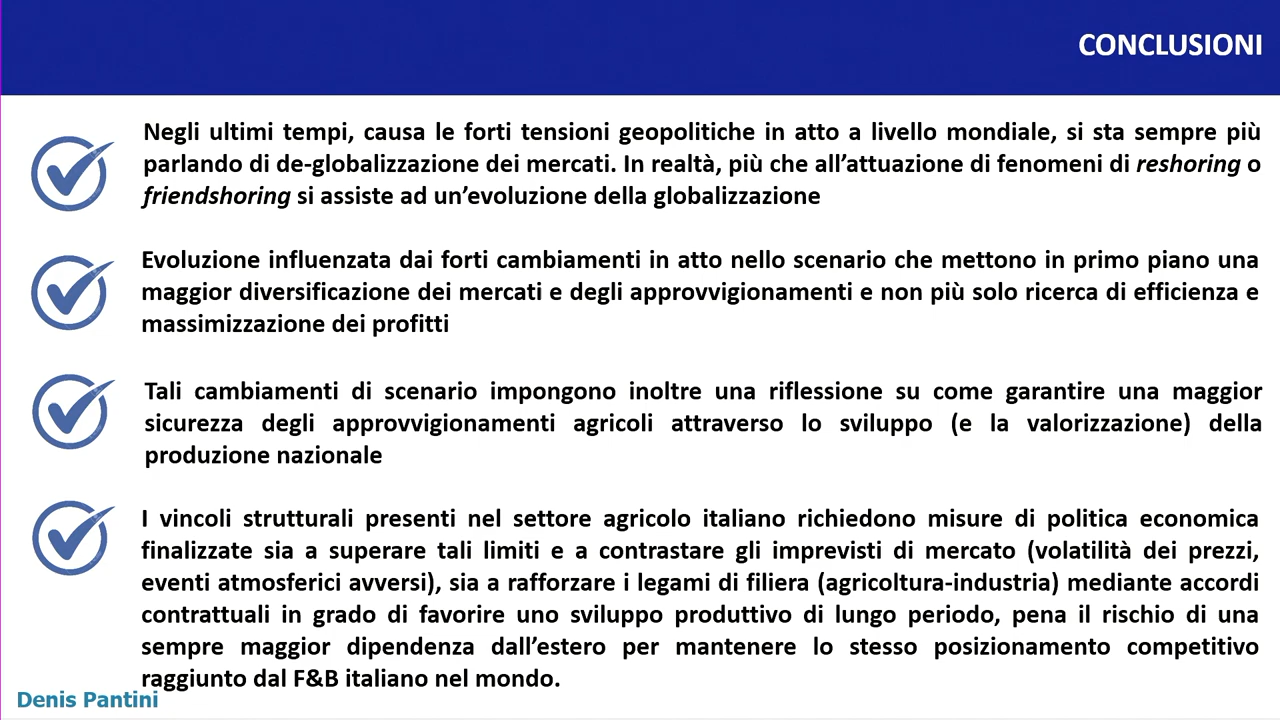 CONCLUSIONI
Negli ultimi tempi, causa le forti tensioni geopolitiche in atto a livello mondiale, si sta sempre più
parlando di de-globalizzazione dei mercati. In realtà, più che all’attuazione di fenomeni di reshoring o
friendshoring si assiste ad un’evoluzione della globalizzazione
Evoluzione influenzata dai forti cambiamenti in atto nello scenario che mettono in primo piano una
maggior diversificazione dei mercati e degli approvvigionamenti e non più solo ricerca di efficienza e
massimizzazione dei profitti
Tali cambiamenti di scenario impongono inoltre una riflessione su come garantire una maggior
sicurezza degli approvvigionamenti agricoli attraverso lo sviluppo (e la valorizzazione) della
produzione nazionale
I vincoli strutturali presenti nel settore agricolo italiano richiedono misure di politica economica
finalizzate sia a superare tali limiti e a contrastare gli imprevisti di mercato (volatilità dei prezzi,
eventi atmosferici avversi), sia a rafforzare i legami di filiera (agricoltura-industria) mediante accordi
contrattuali in grado di favorire uno sviluppo produttivo di lungo periodo, pena il rischio di una
sempre maggior dipendenza dall’estero per mantenere lo stesso posizionamento competitivo
raggiunto dal F&B italiano nel mondo.
Denis Pantini